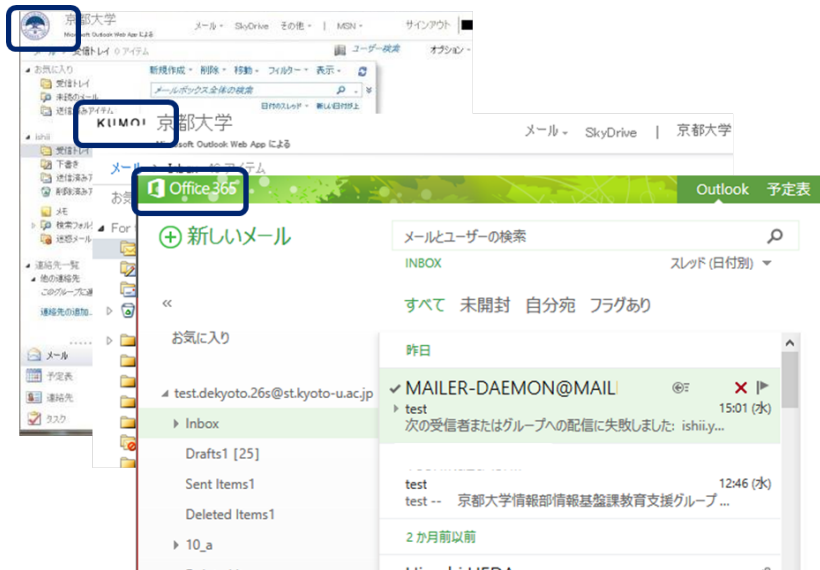 京都大学
Microsoft Outlook Web App による
メール SkyDrive その他 | MSN サインアウト
メール 受信トレイ 0 アイテム
ユーザー検索 オプション
お気に入り
受信トレイ
未読のメール
送信済みアイテム
ishii
受信トレイ
下書き
送信済みア
削除済みア
メモ
検索フォル
迷惑メール
連絡先一覧
他の連絡先
このグループに連
連絡先の追加...
メール
予定表
連絡先
タスク
新規作成 削除 移動 フィルター 表示
メールボックス全体の検索
日付のスレッド 新しい日付が上
KUMOI 京都大学
Microsoft Outlook Web App による
メール SkyDrive | 京都大学
メール Inbox アイテム
お気
For
Office 365
Outlook 予定表
新しいメール
«
お気に入り
test.dekyoto.26s@st.kyoto-u.ac.jp
Inbox
Drafts1 [25]
Sent Items1
Deleted Items1
10_a
メールとユーザーの検索
INBOX スレッド (日付別)
すべて 未開封 自分宛 フラグあり
昨日
MAILER-DAEMON@MAIL
test 15:01 (水)
次の受信者またはグループへの配信に失敗しました: ishii.y...
test 12:46 (水)
test -- 京都大学情報部情報基盤課教育支援グループ ...
2 か月前以前